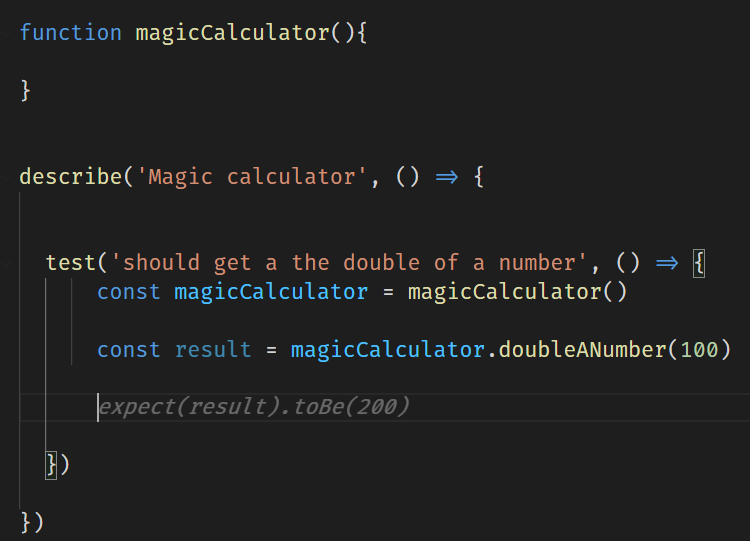 function magicCalculator(){
}
describe('Magic calculator', () => {
test('should get a the double of a number', () => {
const magicCalculator = magicCalculator()
const result = magicCalculator.doubleANumber(100)
expect(result).toBe(200)
})
})